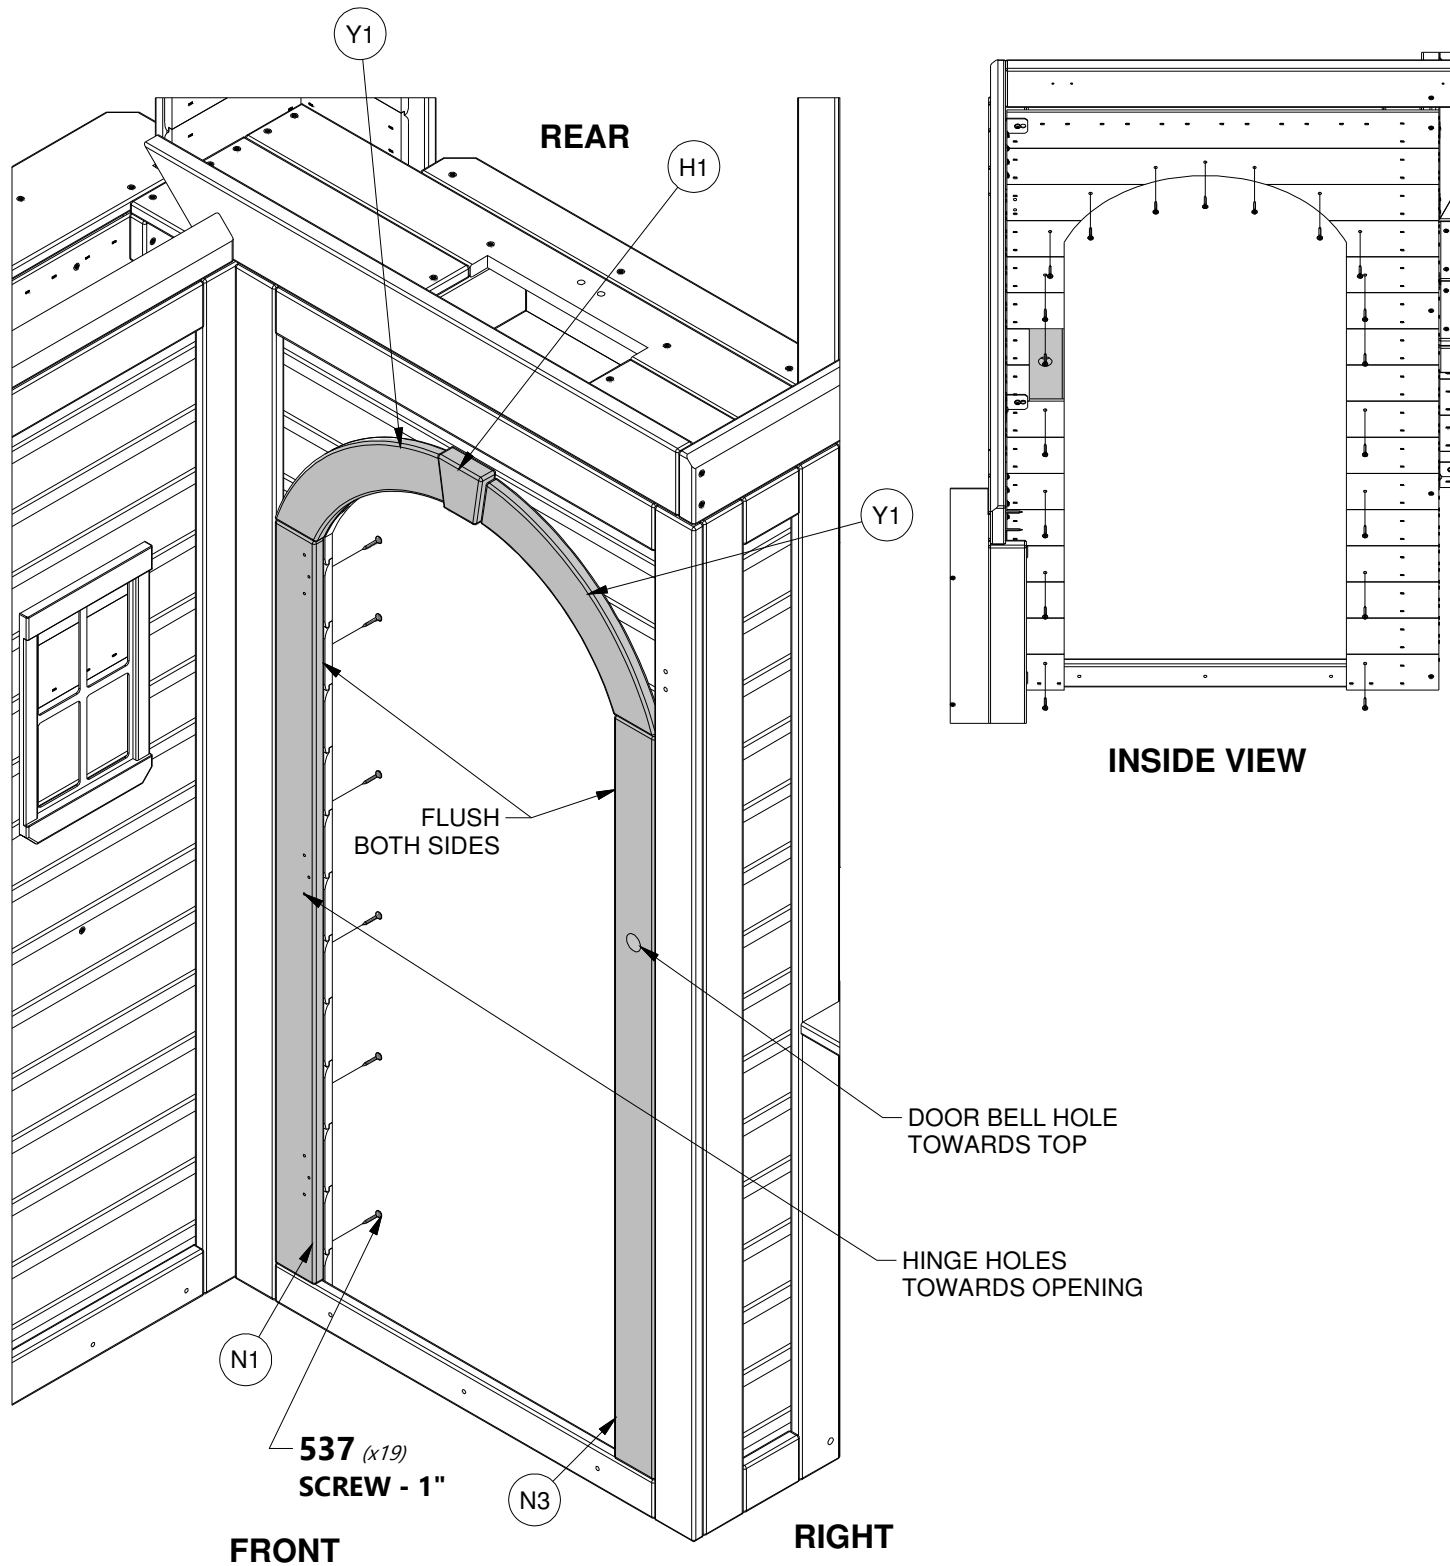 Y1
REAR
H1
Y1
INSIDE VIEW
FLUSH
BOTH SIDES
DOOR BELL HOLE
TOWARDS TOP
HINGE HOLES
TOWARDS OPENING
N1
537 (x19)
SCREW - 1"
N3
FRONT
RIGHT